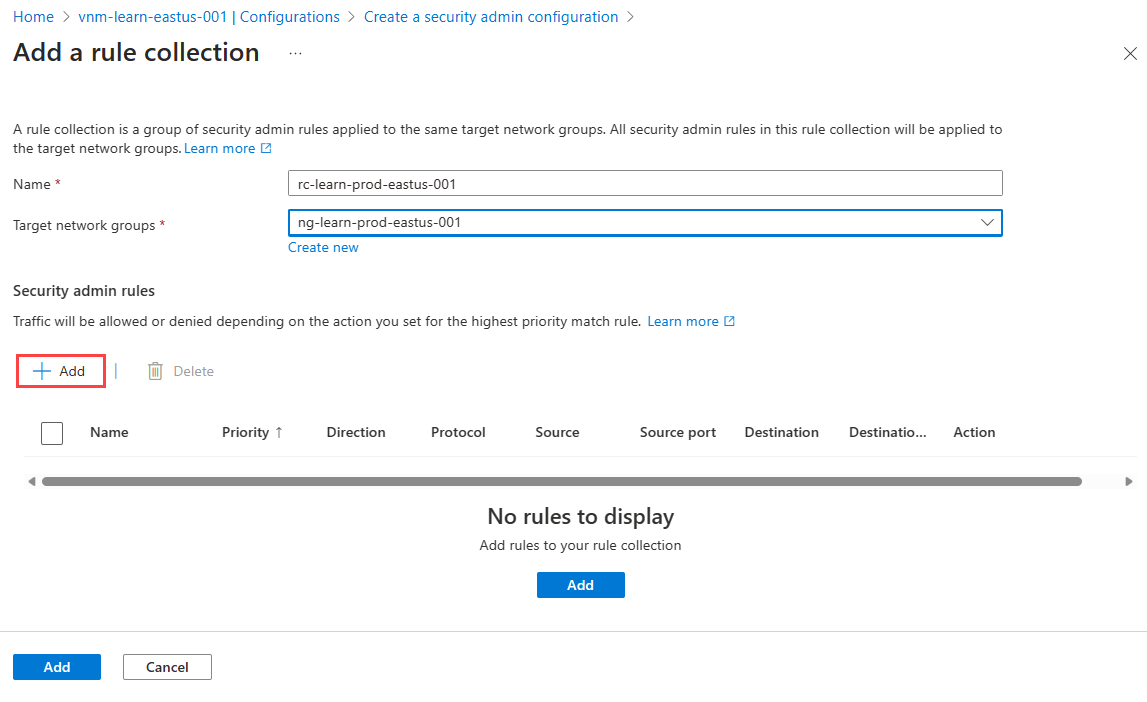 Home > vnm-learn-eastus-001 | Configurations > Create a security admin configuration >
Add a rule collection ...
A rule collection is a group of security admin rules applied to the same target network groups. All security admin rules in this rule collection will be applied to
the target network groups. Learn more
Name * rc-learn-prod-eastus-001
Target network groups * ng-learn-prod-eastus-001
Create new
Security admin rules
Traffic will be allowed or denied depending on the action you set for the highest priority match rule. Learn more
Add | Delete
Name Priority ↑ Direction Protocol Source Source port Destination Destinatio... Action
No rules to display
Add rules to your rule collection
Add
Add Cancel